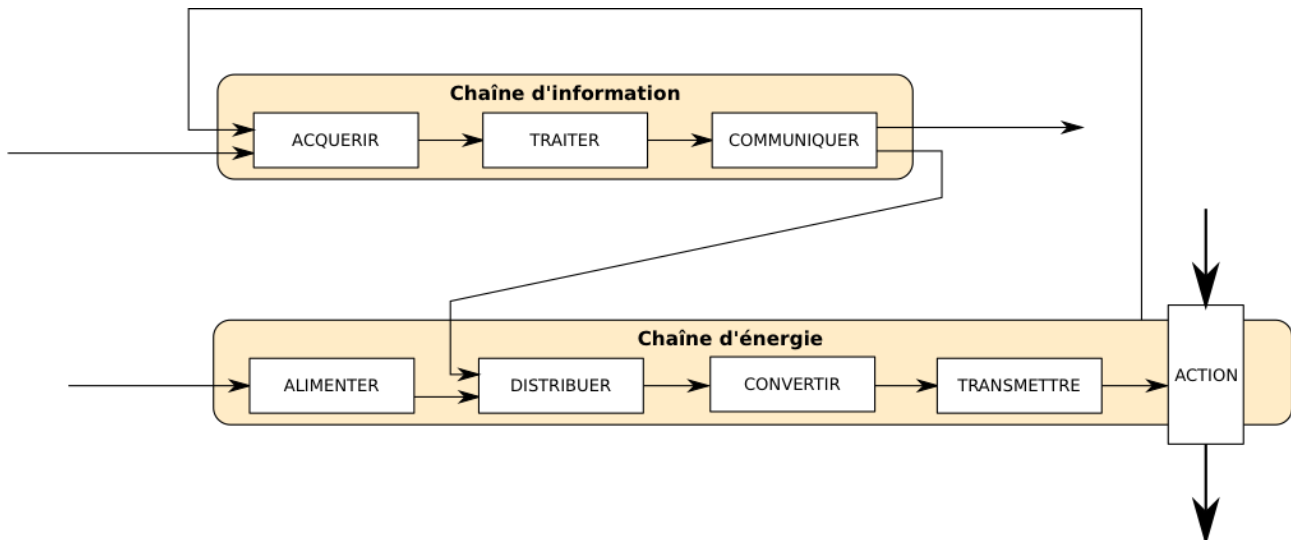 Chaîne d'information
ACQUERIR
TRAITER
COMMUNIQUER
Chaîne d'énergie
ALIMENTER
DISTRIBUER
CONVERTIR
TRANSMETTRE
ACTION